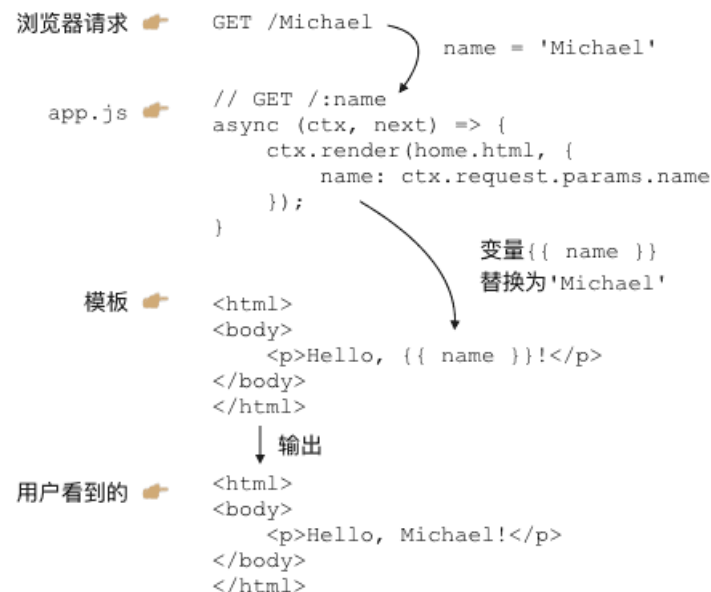 浏览器请求 GET /Michael
name = 'Michael'
app.js // GET /:name
async (ctx, next) => {
    ctx.render(home.html, {
        name: ctx.request.params.name
    });
}
变量{{ name }}
替换为'Michael'
模板 <html>
<body>
    <p>Hello, {{ name }}!</p>
</body>
</html>
输出
用户看到的 <html>
<body>
    <p>Hello, Michael!</p>
</body>
</html>